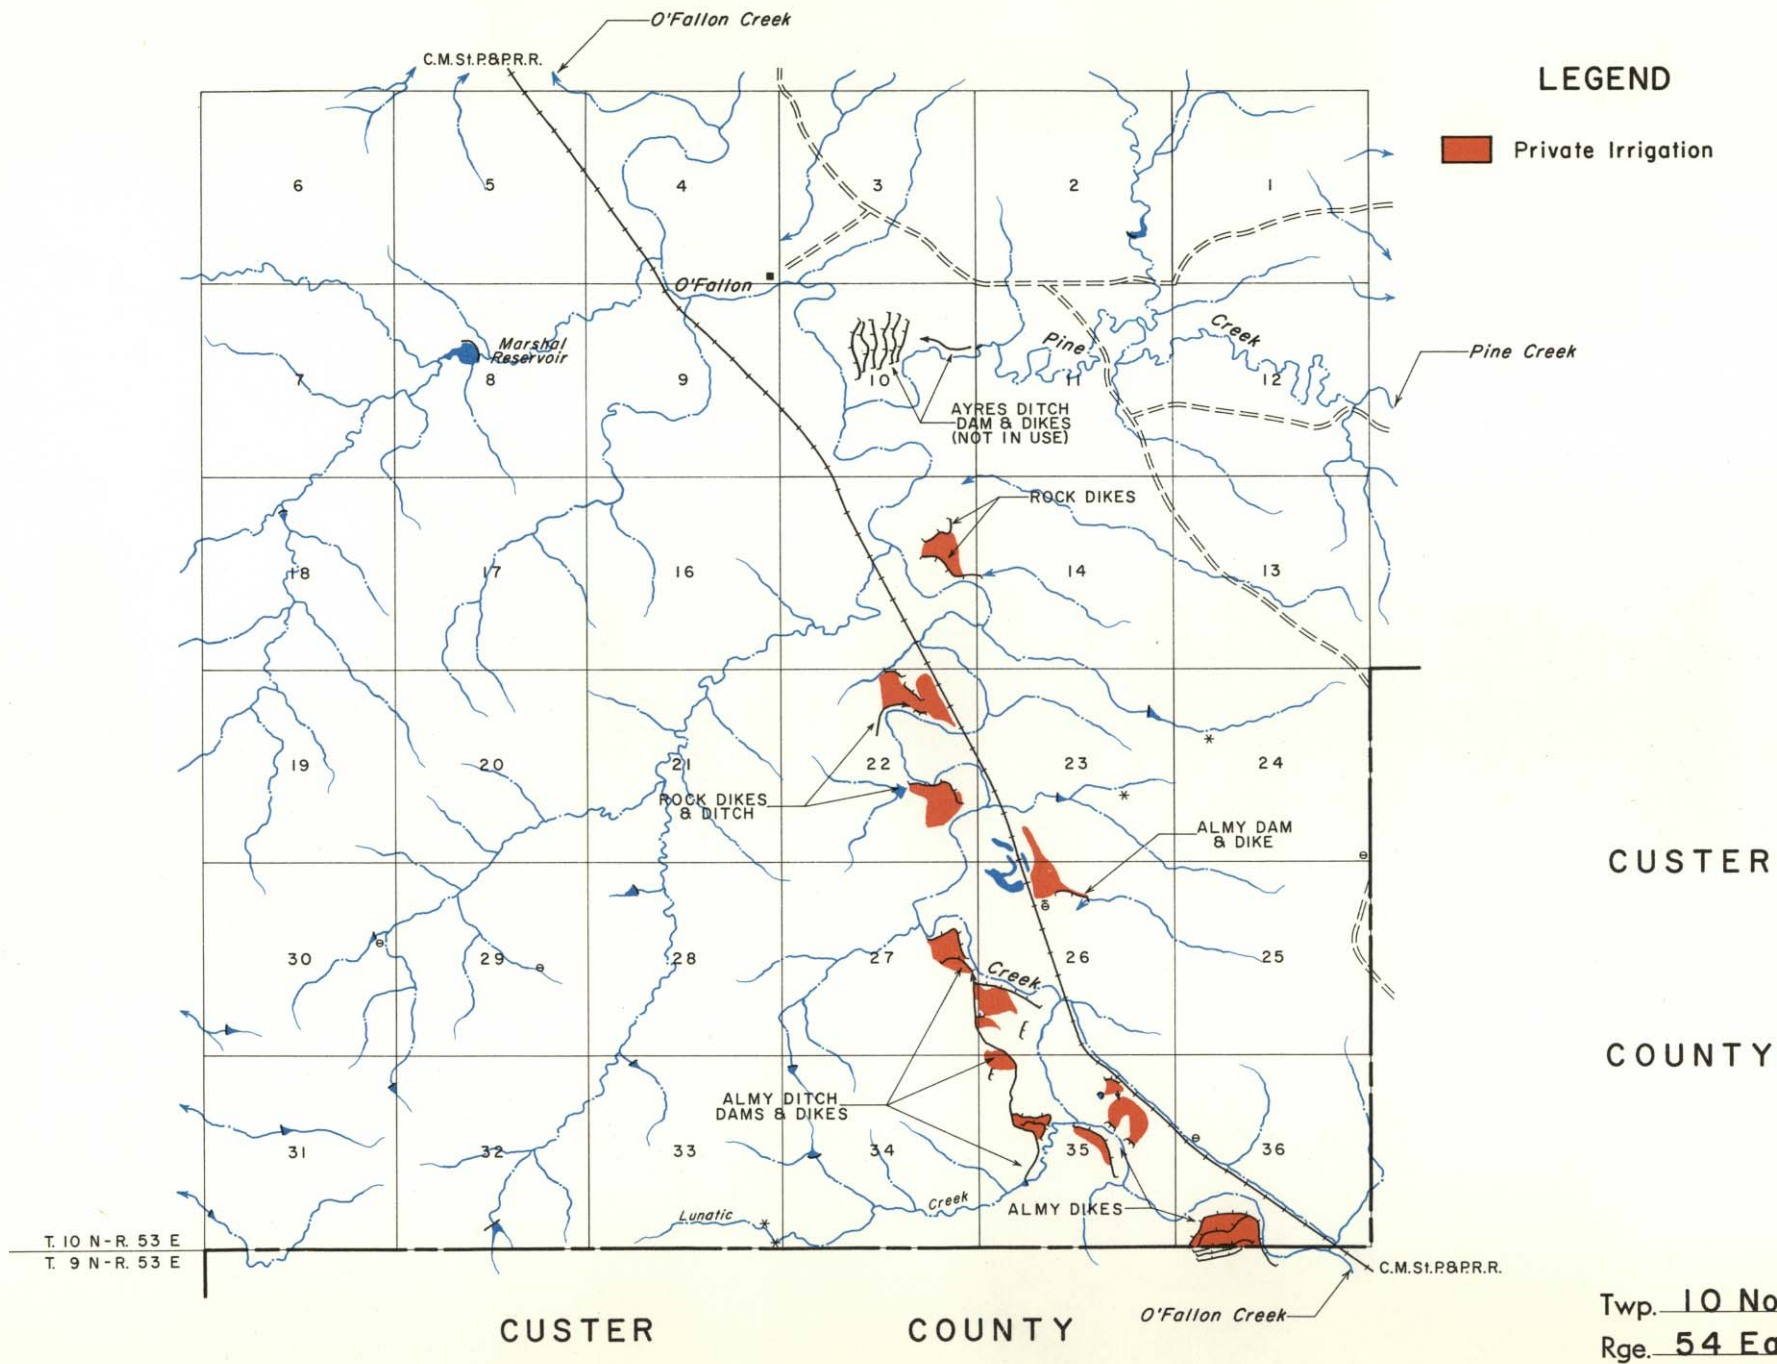 O'Fallon Creek
C.M.St.P.&P.R.R.
LEGEND
Private Irrigation
6
5
4
3
2
1
O'Fallon
Marshal
Reservoir
Pine
Creek
Pine Creek
7
8
9
10
11
12
AYRES DITCH
DAM & DIKES
(NOT IN USE)
ROCK DIKES
18
17
16
14
13
19
20
21
22
23
24
ROCK DIKES
& DITCH
ALMY DAM
& DIKE
CUSTER
30
29
28
27
26
25
Creek
COUNTY
ALMY DITCH
DAMS & DIKES
31
32
33
34
35
36
Lunatic
Creek
ALMY DIKES
T. 10 N-R. 53 E
T. 9 N-R. 53 E
C.M.St.P.&P.R.R.
O'Fallon Creek
CUSTER COUNTY
Twp. 10 No
Rge. 54 Ea